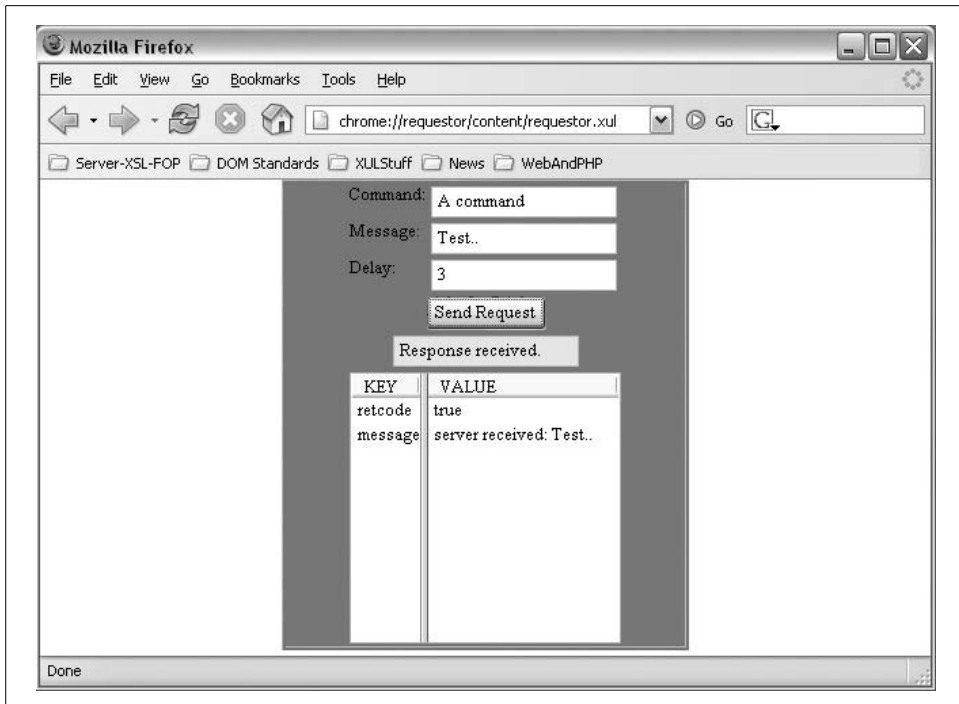 Mozilla Firefox
File Edit View Go Bookmarks Tools Help
chrome://requestor/content/requestor.xul Go G
Server-XSL-FOP DOM Standards XULStuff News WebAndPHP
Command: A command
Message: Test..
Delay: 3
Send Request
Response received.
KEY VALUE
retcode true
message server received: Test..
Done